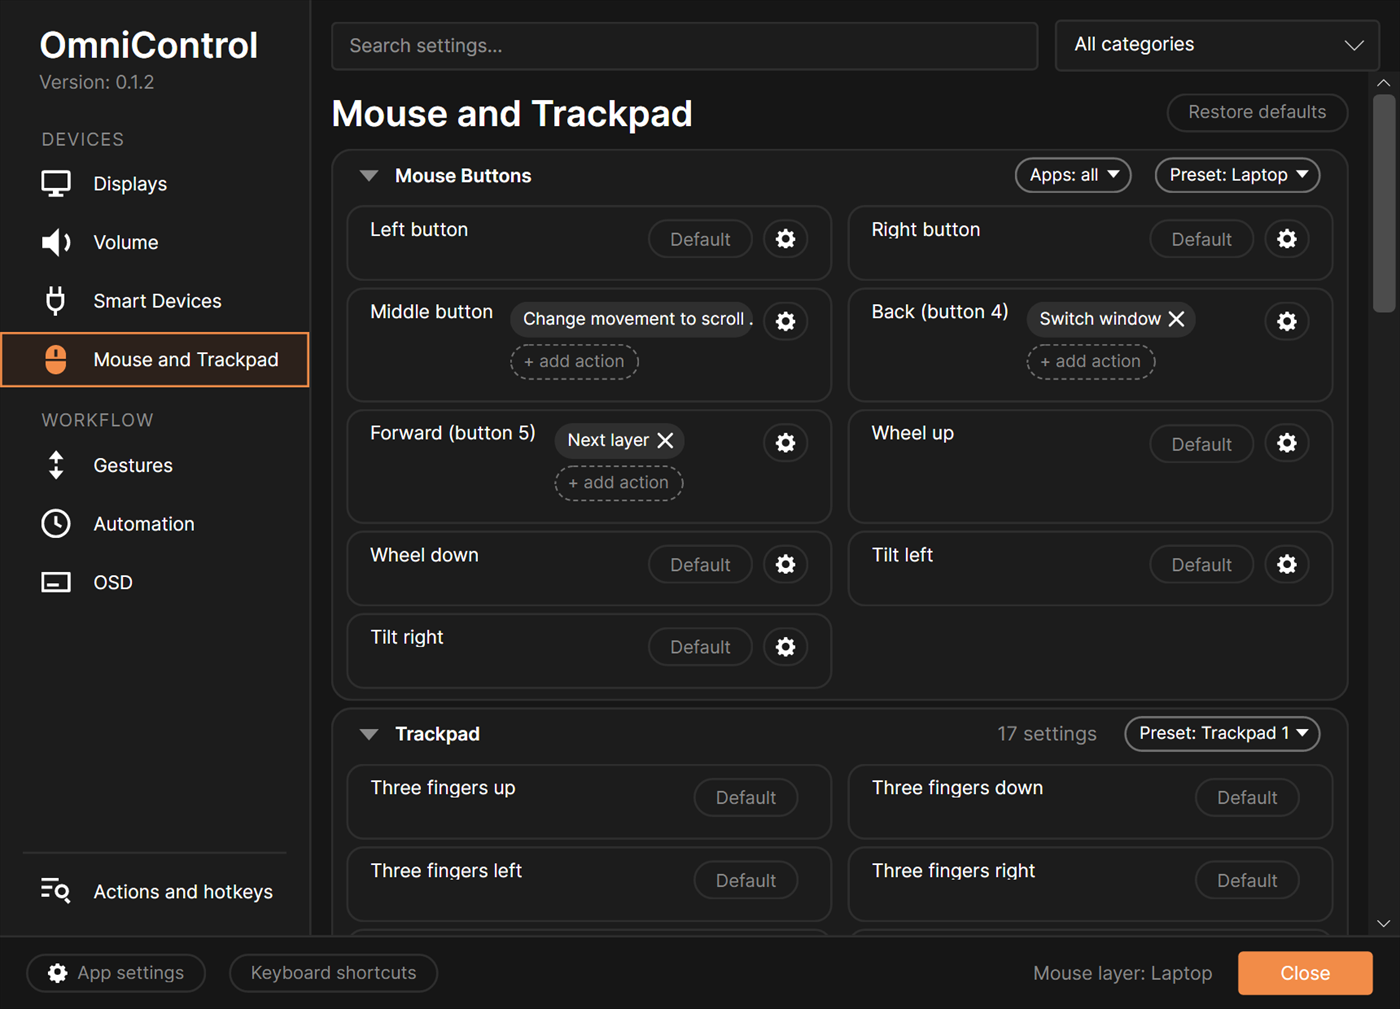 OmniControl
Version: 0.1.2
DEVICES
Displays
Volume
Smart Devices
Mouse and Trackpad
WORKFLOW
Gestures
Automation
OSD
Actions and hotkeys
Search settings...
All categories
Mouse and Trackpad
Restore defaults
Mouse Buttons
Apps: all
Preset: Laptop
Left button
Default
Right button
Default
Middle button
Change movement to scroll .
+ add action
Back (button 4)
Switch window
+ add action
Forward (button 5)
Next layer
+ add action
Wheel up
Default
Wheel down
Default
Tilt left
Default
Tilt right
Default
Trackpad
17 settings
Preset: Trackpad 1
Three fingers up
Default
Three fingers down
Default
Three fingers left
Default
Three fingers right
Default
App settings
Keyboard shortcuts
Mouse layer: Laptop
Close